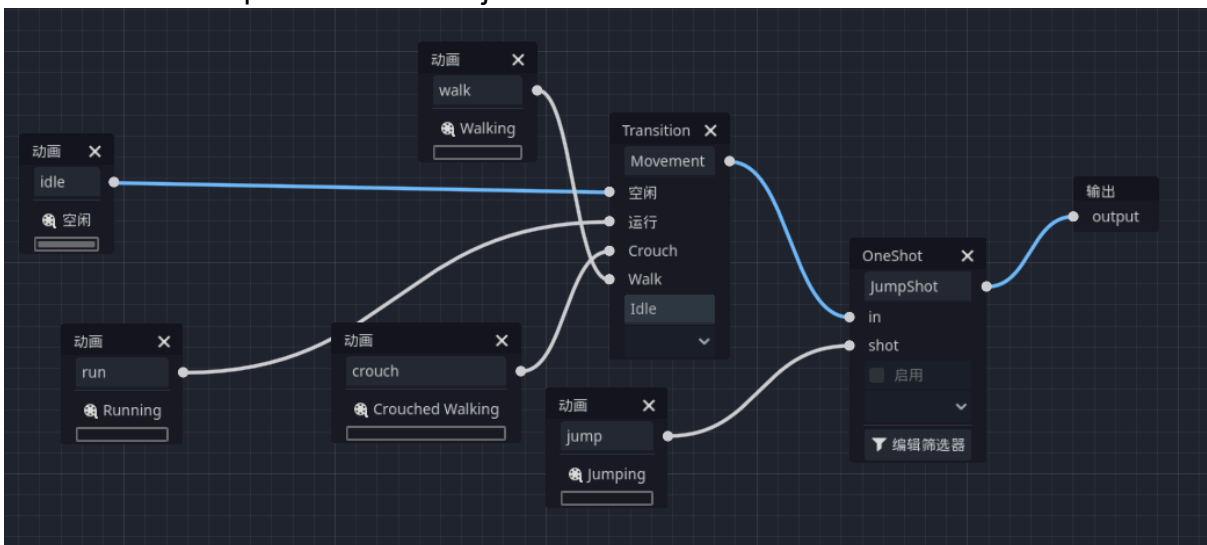 动画
walk
Walking
动画
idle
空闲
Transition
Movement
空闲
运行
Crouch
Walk
Idle
输出
output
OneShot
JumpShot
in
shot
启用
编辑筛选器
动画
run
Running
动画
crouch
Crouched Walking
动画
jump
Jumping